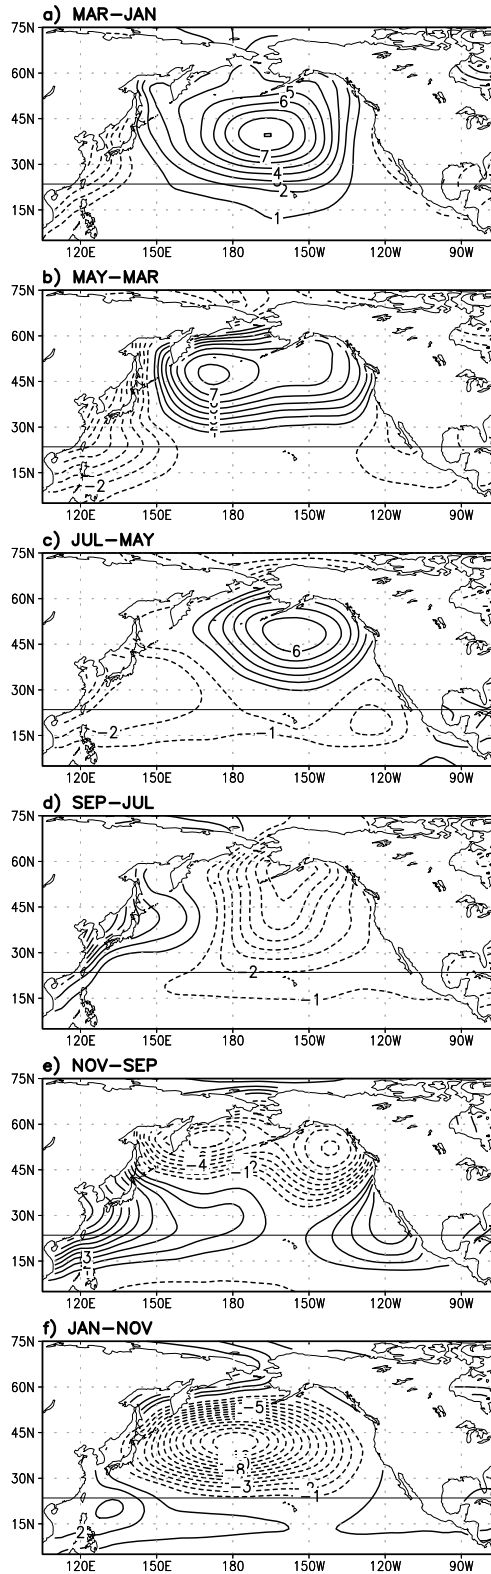 a) MAR-JAN
75N
60N
5
6
45N
7
30N
4
3
2
15N
1
120E 150E 180 150W 120W 90W
b) MAY-MAR
75N
60N
45N
7
30N
-2
15N
120E 150E 180 150W 120W 90W
c) JUL-MAY
75N
60N
6
45N
30N
-2
-1
15N
120E 150E 180 150W 120W 90W
d) SEP-JUL
75N
60N
45N
30N
2
-1
15N
120E 150E 180 150W 120W 90W
e) NOV-SEP
75N
60N
-4
-1
2
45N
30N
3
15N
120E 150E 180 150W 120W 90W
f) JAN-NOV
75N
60N
-5
45N
-8
30N
-3
-1
2
15N
120E 150E 180 150W 120W 90W